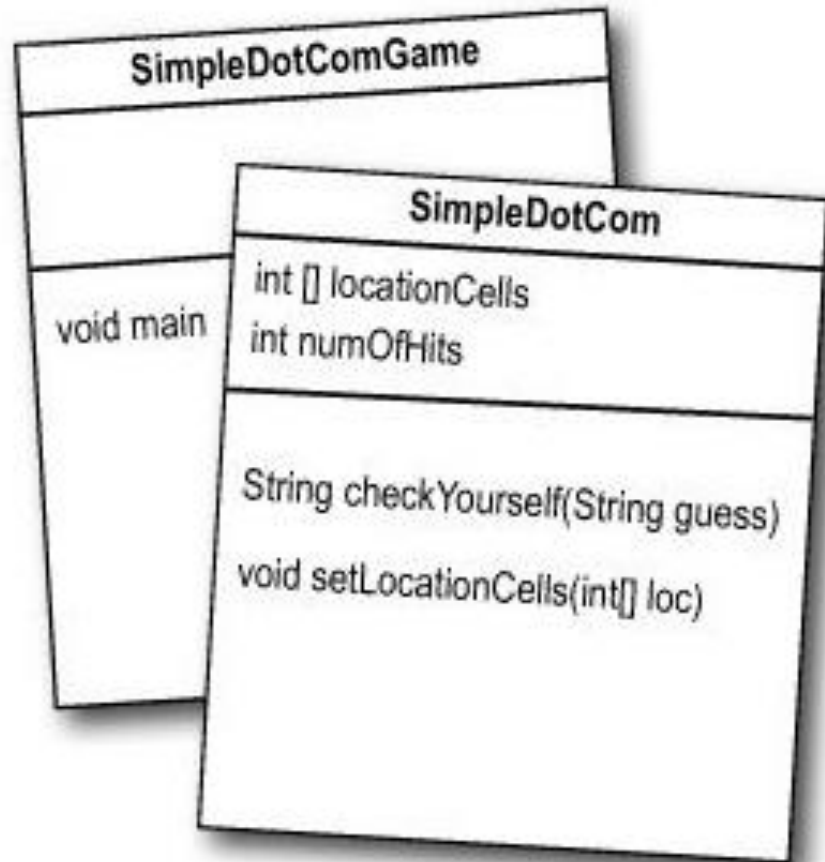 SimpleDotComGame
void main
SimpleDotCom
int [] locationCells
int numOfHits
String checkYourself(String guess)
void setLocationCells(int[] loc)